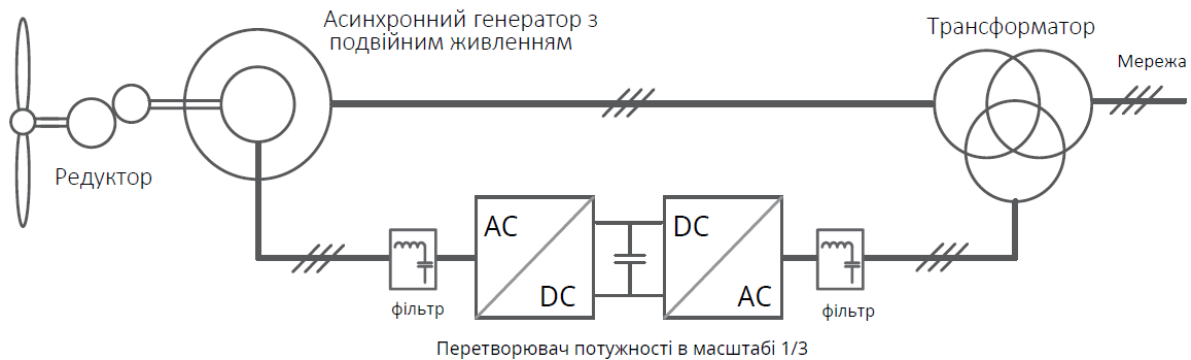 Асинхронний генератор з
подвійним живленням
Трансформатор
Мережа
Редуктор
AC
DC
DC
AC
фільтр
фільтр
Перетворювач потужності в масштабі 1/3